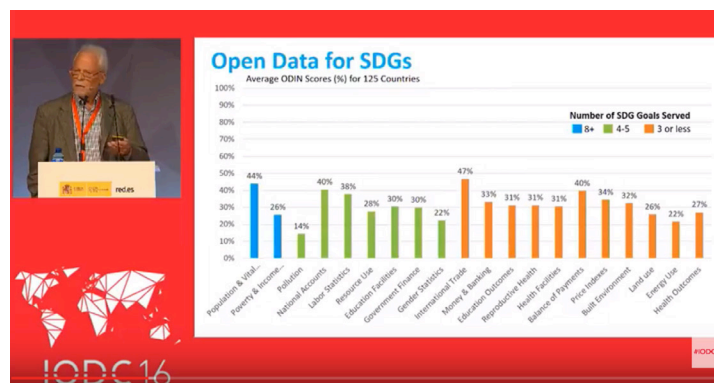 Open Data for SDGs
Average ODIN Scores (%) for 125 Countries
100%
90%
80%
70%
60%
50%
40%
30%
20%
10%
0%
Number of SDG Goals Served
8+ 4-5 3 or less
44%
26%
14%
40%
38%
28%
30%
30%
22%
47%
33%
31%
31%
31%
40%
34%
32%
26%
22%
27%
Population & Vital...
Poverty & Income...
Pollution
National Accounts
Labor Statistics
Resource Use
Education Facilities
Government Finance
Gender Statistics
International Trade
Money & Banking
Education Outcomes
Reproductive Health
Health Facilities
Balance of Payments
Price Indexes
Built Environment
Land use
Energy Use
Health Outcomes
red.es
IODC16